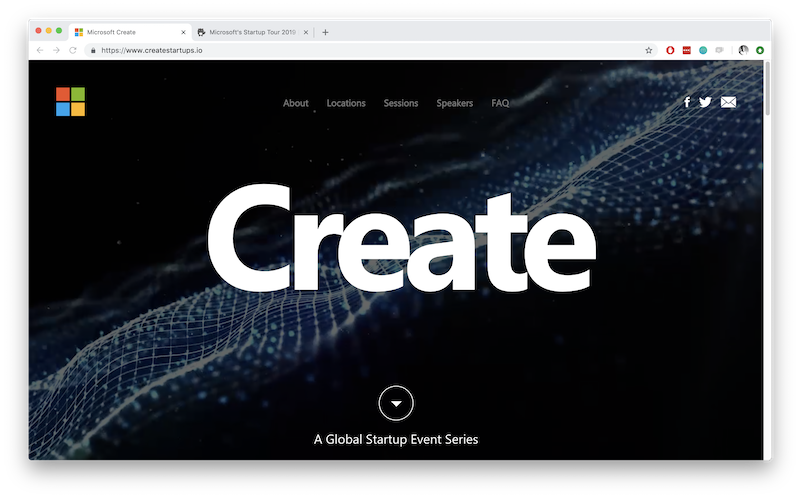 Microsoft Create
Microsoft's Startup Tour 2019
https://www.createstartups.io
About Locations Sessions Speakers FAQ
Create
A Global Startup Event Series